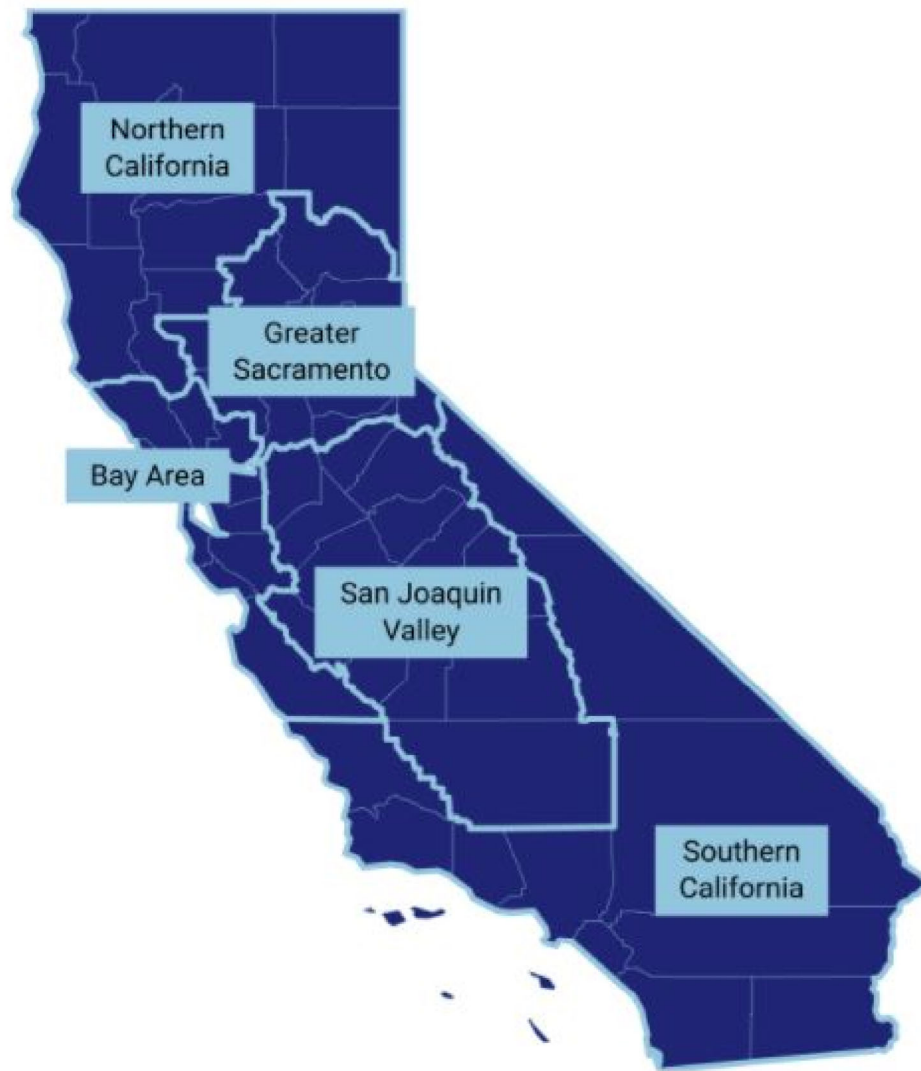 Northern
California
Greater
Sacramento
Bay Area
San Joaquin
Valley
Southern
California